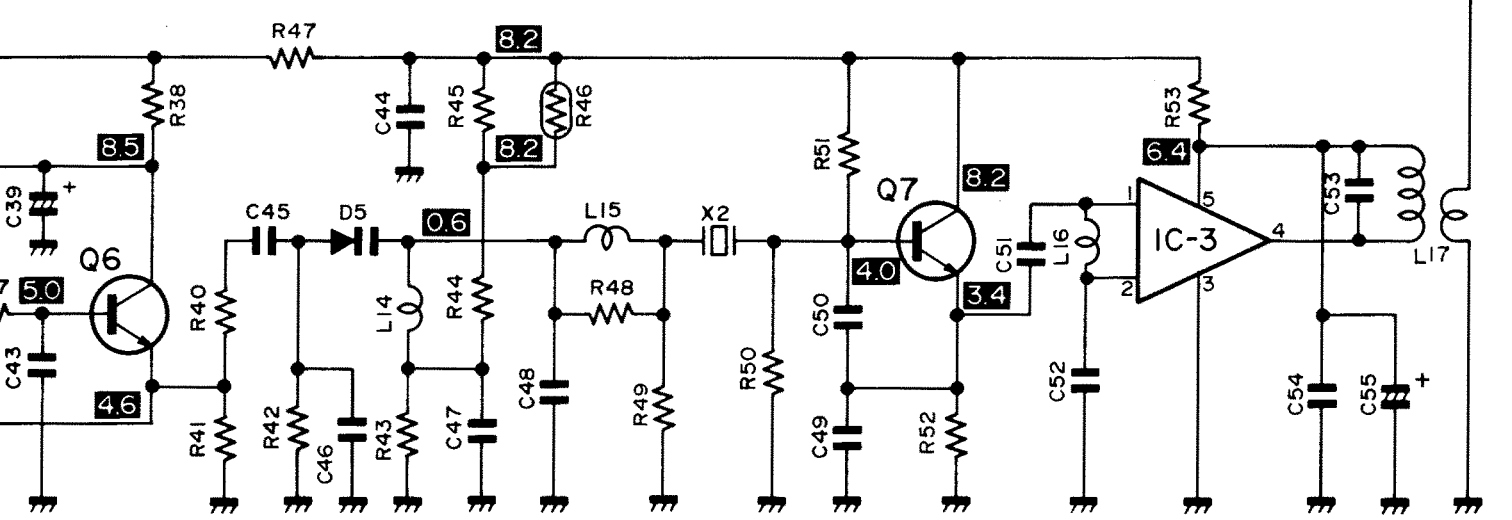 R47
8.2
R38
C44
R45
R46
8.5
8.2
R51
R53
6.4
C39
+
C45
D5
0.6
L15
X2
Q7
8.2
C51
L16
1
5
IC-3
4
C53
L17
Q6
5.0
R40
L14
R44
R48
4.0
C50
3.4
2
3
7
C43
4.6
R41
R42
C46
R43
C47
C48
R49
R50
C49
R52
C52
C54
C55
+